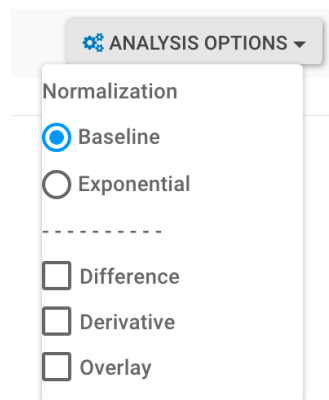 ANALYSIS OPTIONS
Normalization
Baseline
Exponential
- - - - - - - - - -
Difference
Derivative
Overlay